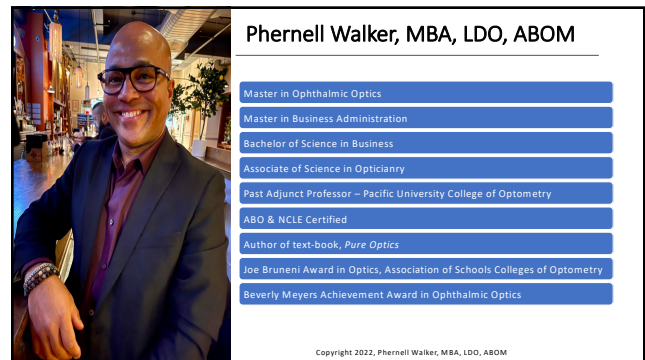 Phernell Walker, MBA, LDO, ABOM
Master in Ophthalmic Optics
Master in Business Administration
Bachelor of Science in Business
Associate of Science in Opticianry
Past Adjunct Professor – Pacific University College of Optometry
ABO & NCLE Certified
Author of text-book, Pure Optics
Joe Bruneni Award in Optics, Association of Schools Colleges of Optometry
Beverly Meyers Achievement Award in Ophthalmic Optics
Copyright 2022, Phernell Walker, MBA, LDO, ABOM